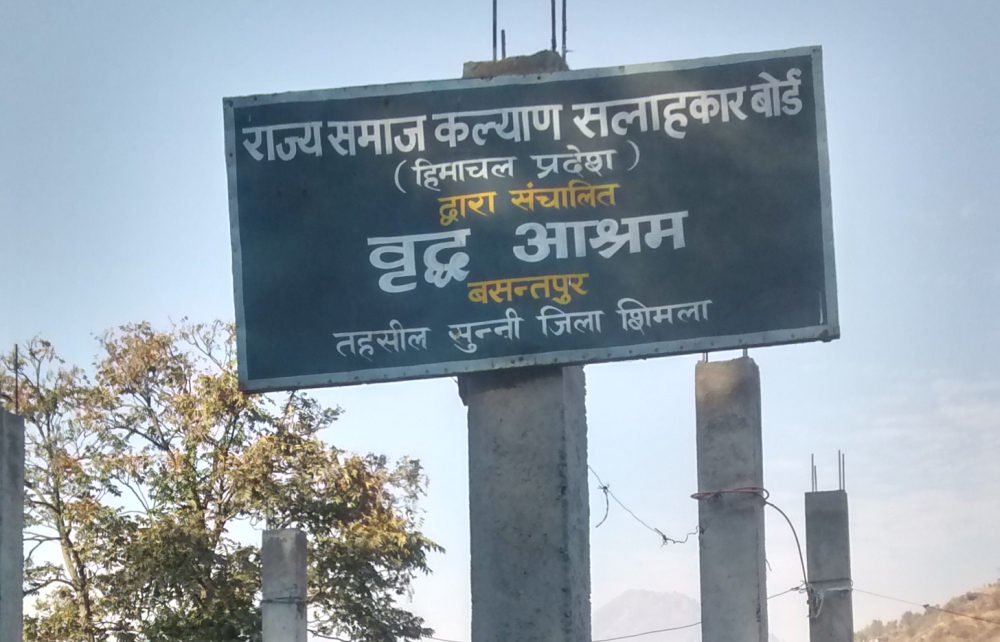 राज्य समाज कल्याण सलाहकार बोर्ड
(हिमाचल प्रदेश)
द्वारा संचालित
वृद्ध आश्रम
बसन्तपुर
तहसील सुन्नी जिला शिमला